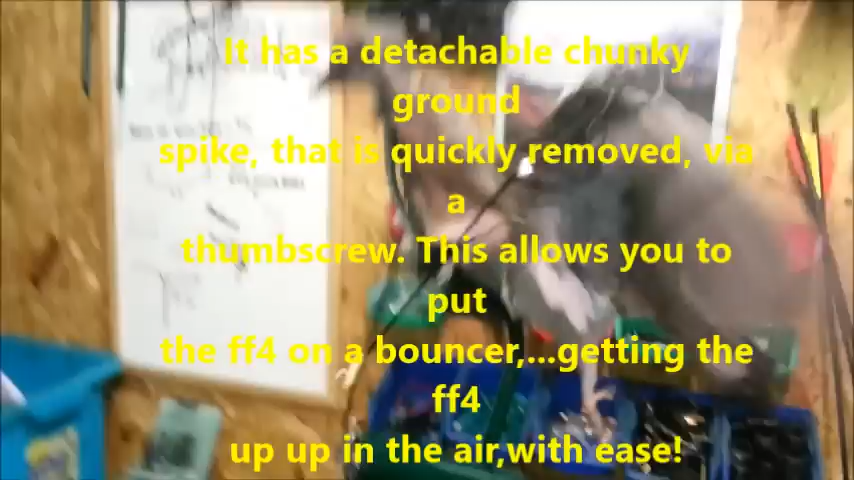 It has a detachable chunky
ground
spike, that is quickly removed, via
a
thumbscrew. This allows you to
put
the ff4 on a bouncer,...getting the
ff4
up up in the air,with ease!